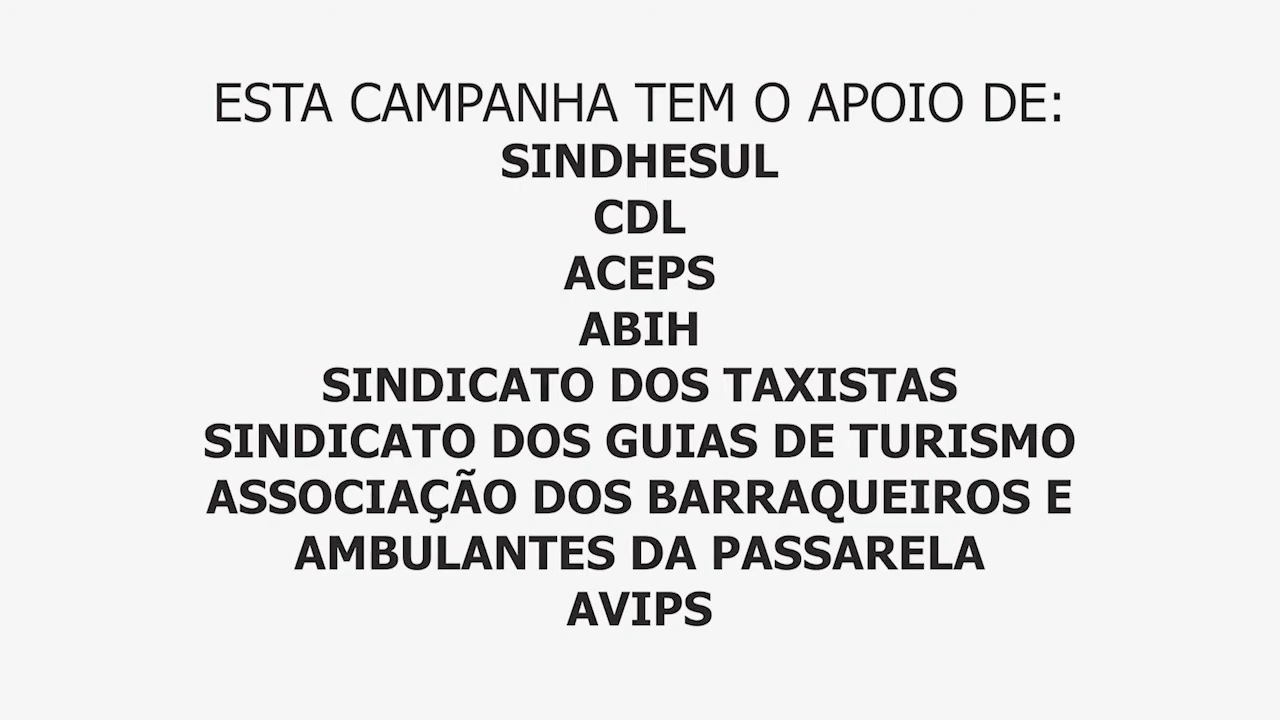 ESTA CAMPANHA TEM O APOIO DE:
SINDHESUL
CDL
ACEPS
ABIH
SINDICATO DOS TAXISTAS
SINDICATO DOS GUIAS DE TURISMO
ASSOCIAÇÃO DOS BARRAQUEIROS E
AMBULANTES DA PASSARELA
AVIPS